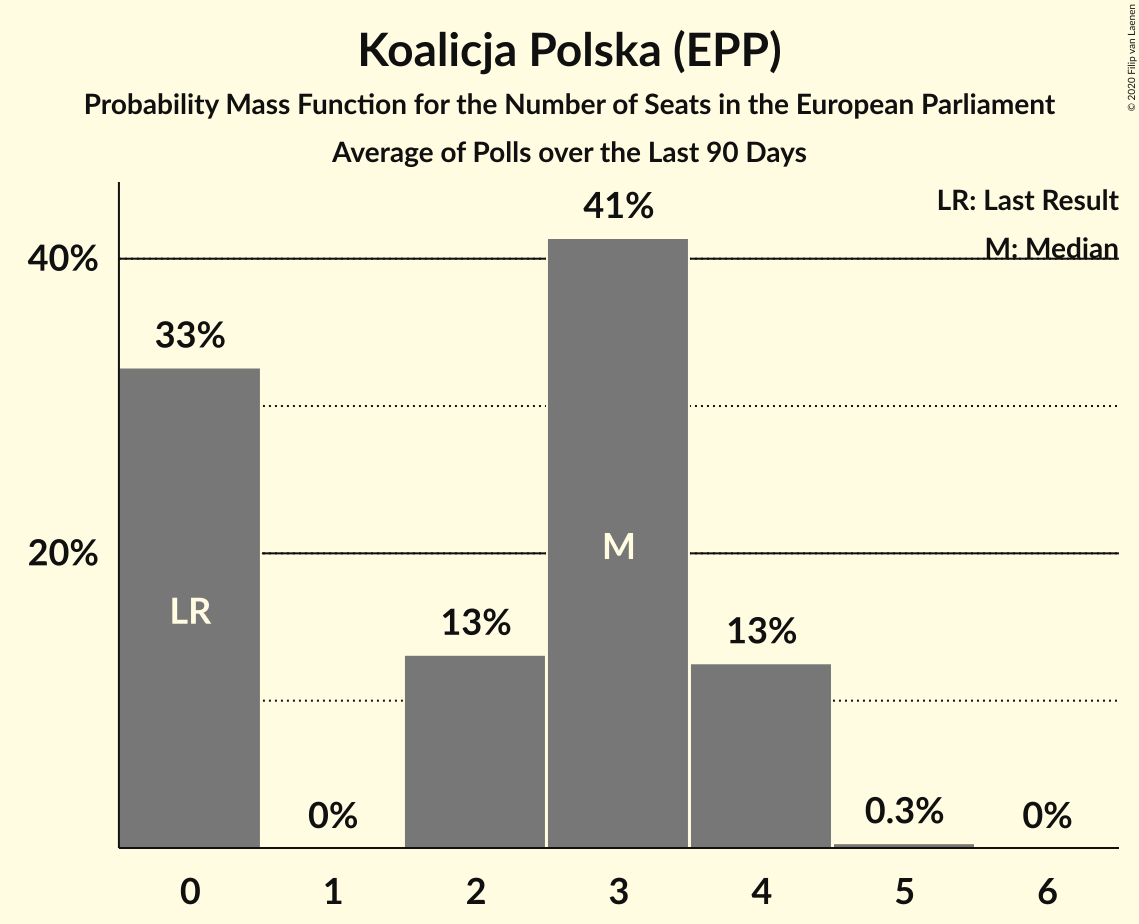 Koalicja Polska (EPP)
Probability Mass Function for the Number of Seats in the European Parliament
Average of Polls over the Last 90 Days
© 2020 Filip van Laenen
LR: Last Result
M: Median
40%
20%
33%
0%
13%
41%
13%
0.3%
0%
LR
M
0 1 2 3 4 5 6